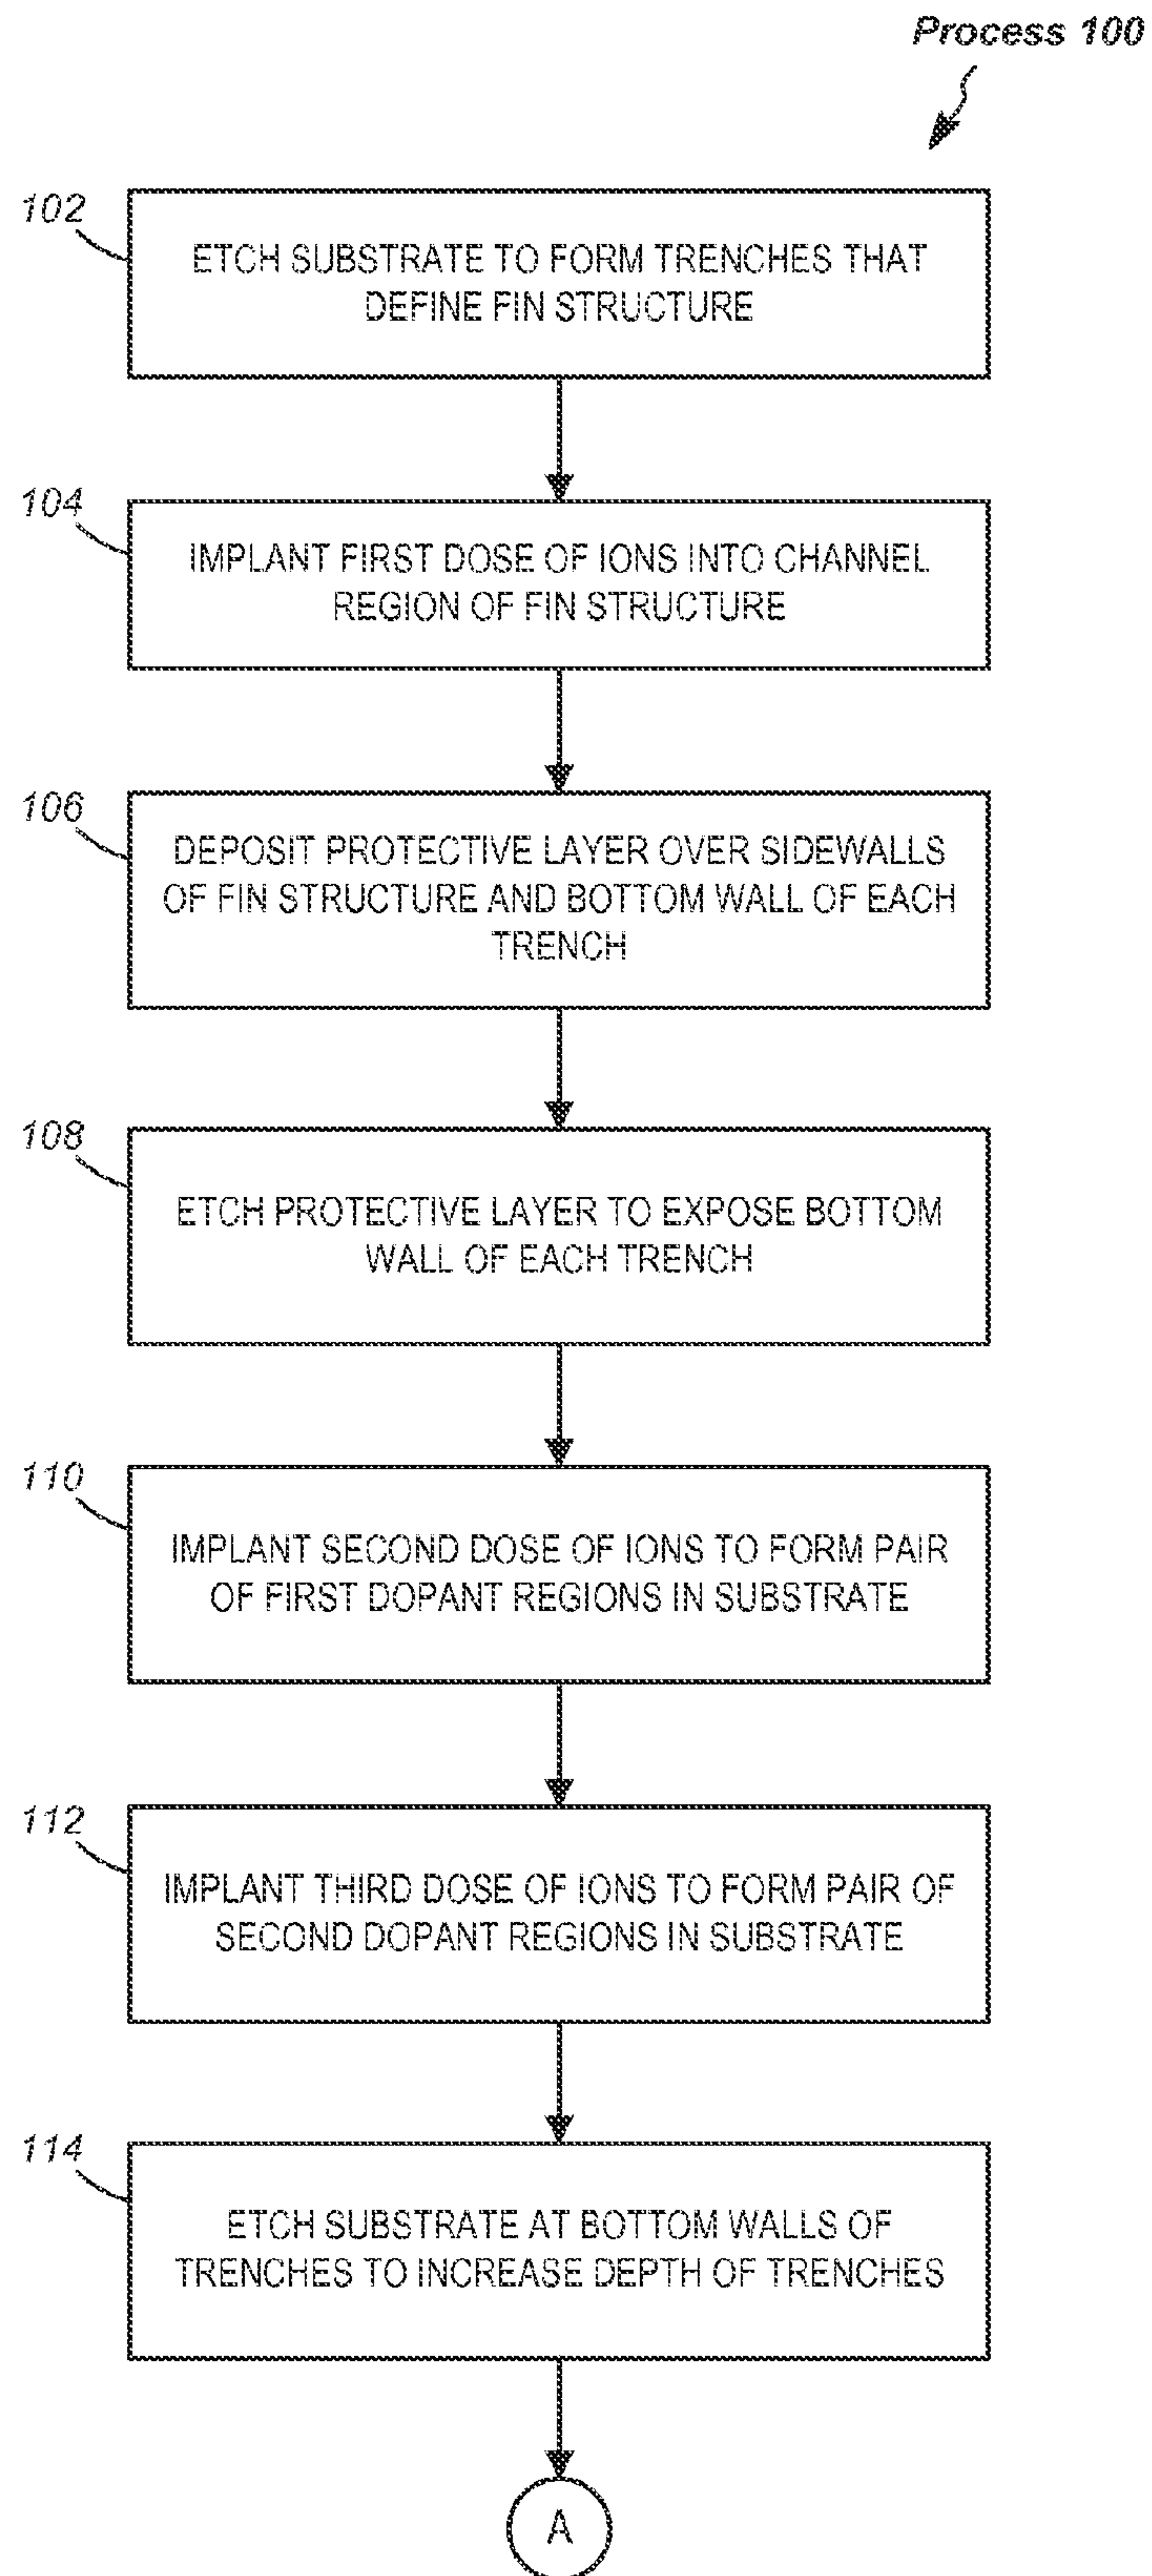 Process 100
102
ETCH SUBSTRATE TO FORM TRENCHES THAT
DEFINE FIN STRUCTURE
104
IMPLANT FIRST DOSE OF IONS INTO CHANNEL
REGION OF FIN STRUCTURE
106
DEPOSIT PROTECTIVE LAYER OVER SIDEWALLS
OF FIN STRUCTURE AND BOTTOM WALL OF EACH
TRENCH
108
ETCH PROTECTIVE LAYER TO EXPOSE BOTTOM
WALL OF EACH TRENCH
110
IMPLANT SECOND DOSE OF IONS TO FORM PAIR
OF FIRST DOPANT REGIONS IN SUBSTRATE
112
IMPLANT THIRD DOSE OF IONS TO FORM PAIR OF
SECOND DOPANT REGIONS IN SUBSTRATE
114
ETCH SUBSTRATE AT BOTTOM WALLS OF
TRENCHES TO INCREASE DEPTH OF TRENCHES
A